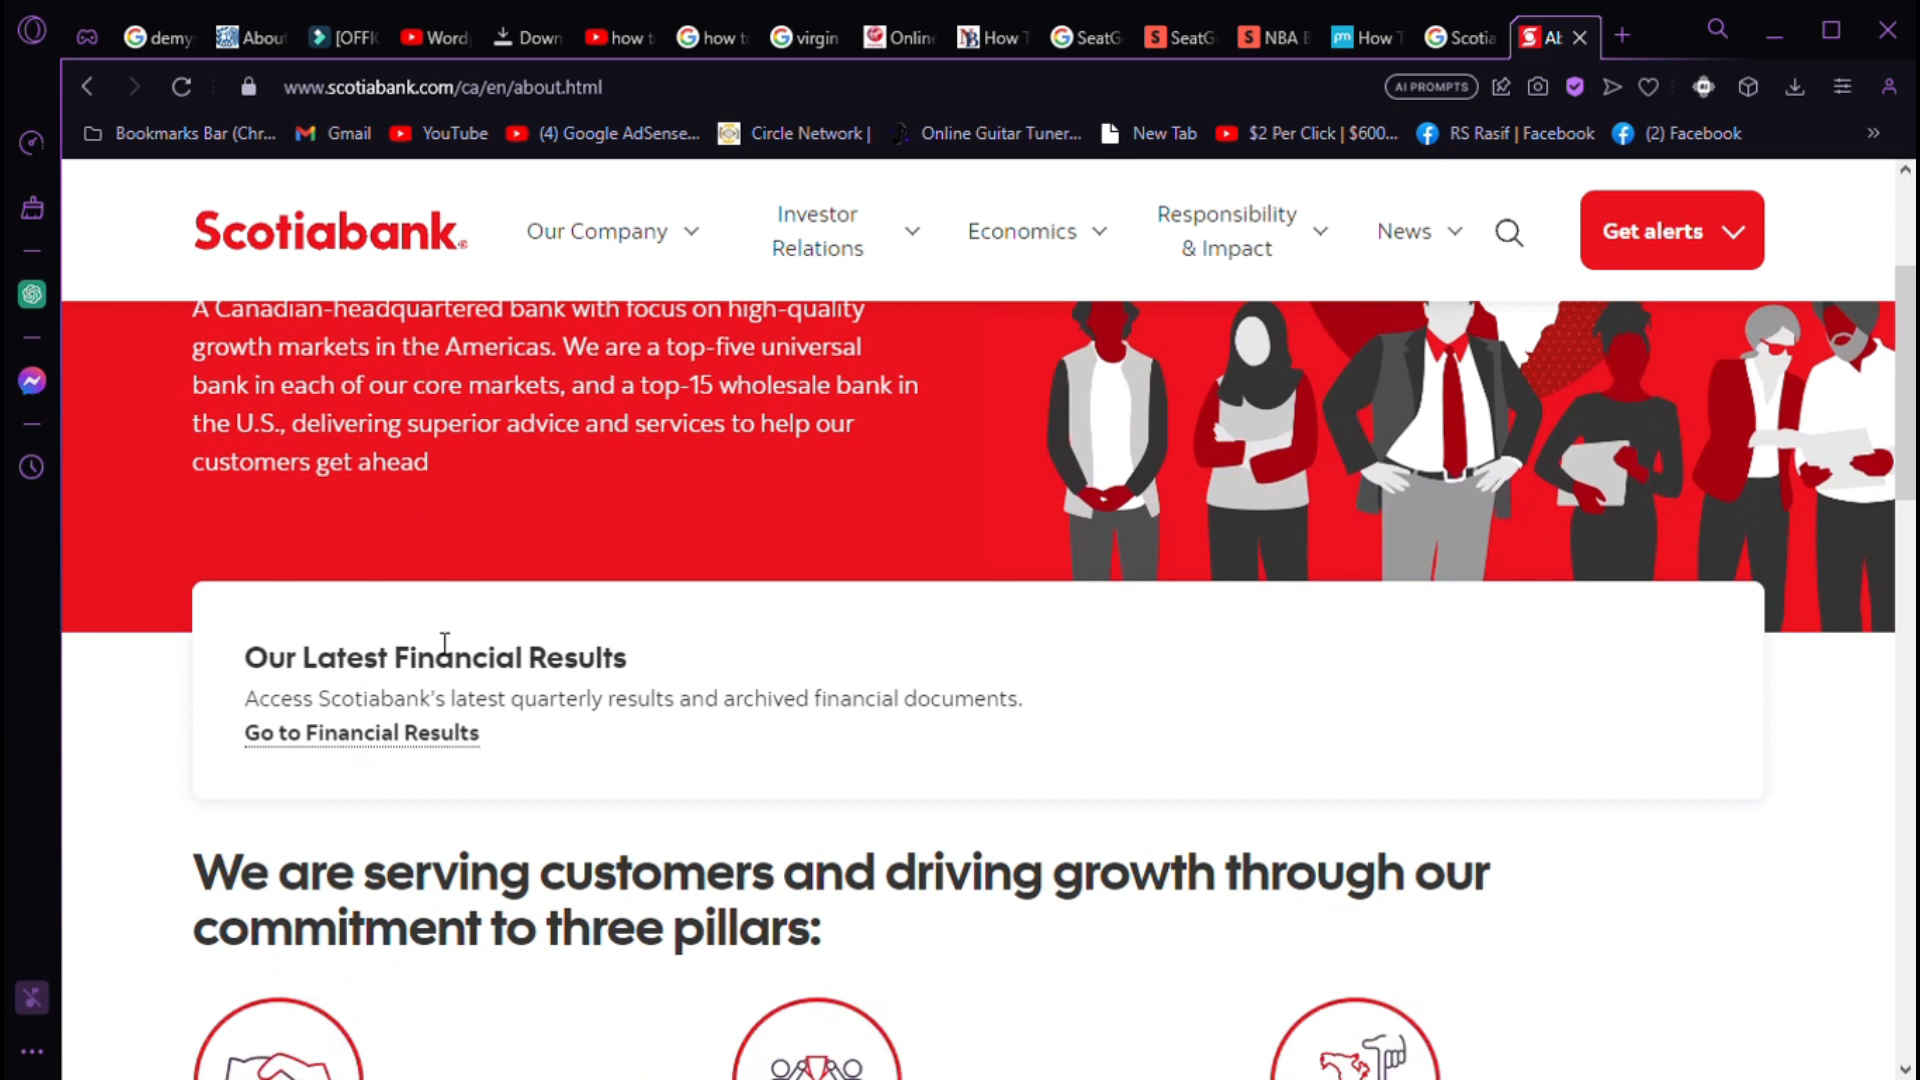 demy
Abou
[OFFI
Word
Down
how t
how to
virgin
Online
How T
SeatG
SeatG
NBA
How T
Scotia
www.scotiabank.com/ca/en/about.html
AI PROMPTS
Bookmarks Bar (Chr...
Gmail
YouTube
(4) Google AdSense...
Circle Network |
Online Guitar Tuner...
New Tab
$2 Per Click | $600...
RS Rasif | Facebook
(2) Facebook
Scotiabank®
Our Company
Investor
Relations
Economics
Responsibility
& Impact
News
Get alerts
A Canadian-headquartered bank with focus on high-quality
growth markets in the Americas. We are a top-five universal
bank in each of our core markets, and a top-15 wholesale bank in
the U.S., delivering superior advice and services to help our
customers get ahead
Our Latest Financial Results
Access Scotiabank's latest quarterly results and archived financial documents.
Go to Financial Results
We are serving customers and driving growth through our
commitment to three pillars: